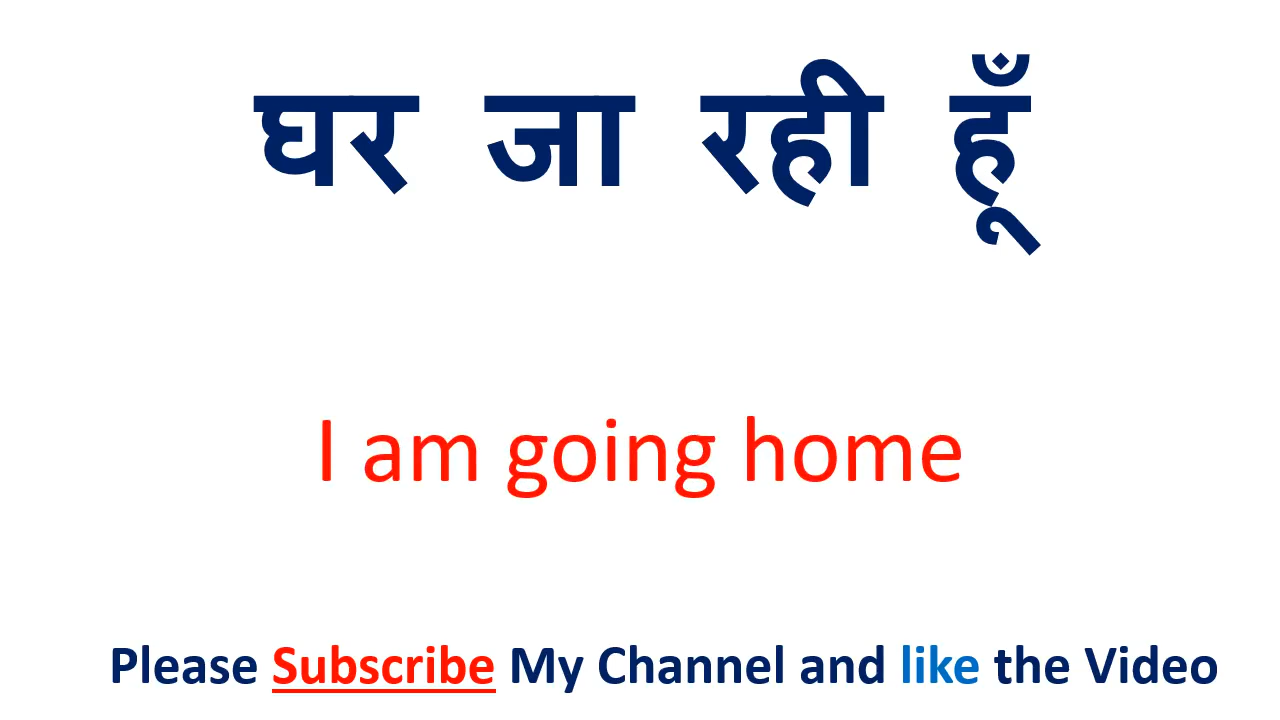 घर जा रही हूँ
I am going home
Please Subscribe My Channel and like the Video